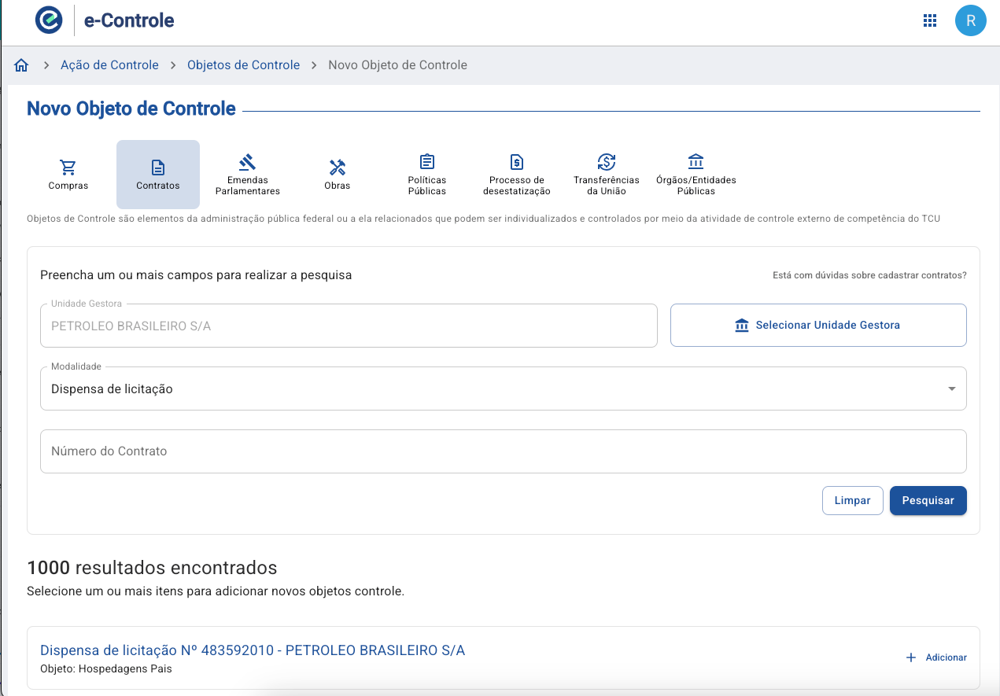 e-Controle
R
Ação de Controle > Objetos de Controle > Novo Objeto de Controle
Novo Objeto de Controle
Compras
Contratos
Emendas
Parlamentares
Obras
Políticas
Públicas
Processo de
desestatização
Transferências
da União
Órgãos/Entidades
Públicas
Objetos de Controle são elementos da administração pública federal ou a ela relacionados que podem ser individualizados e controlados por meio da atividade de controle externo de competência do TCU
Preencha um ou mais campos para realizar a pesquisa
Está com dúvidas sobre cadastrar contratos?
Unidade Gestora
PETROLEO BRASILEIRO S/A
Selecionar Unidade Gestora
Modalidade
Dispensa de licitação
Número do Contrato
Limpar
Pesquisar
1000 resultados encontrados
Selecione um ou mais itens para adicionar novos objetos controle.
Dispensa de licitação Nº 483592010 - PETROLEO BRASILEIRO S/A
Objeto: Hospedagens Pais
+ Adicionar